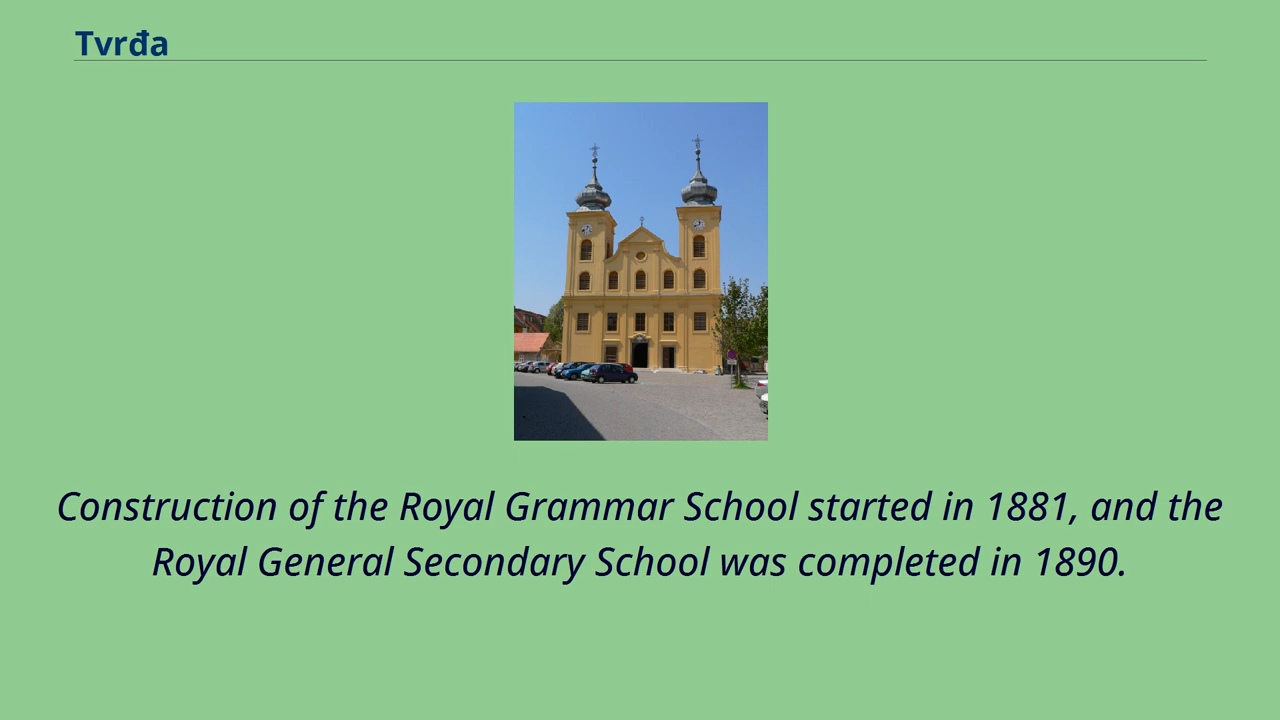 Tvrđa
Construction of the Royal Grammar School started in 1881, and the
Royal General Secondary School was completed in 1890.